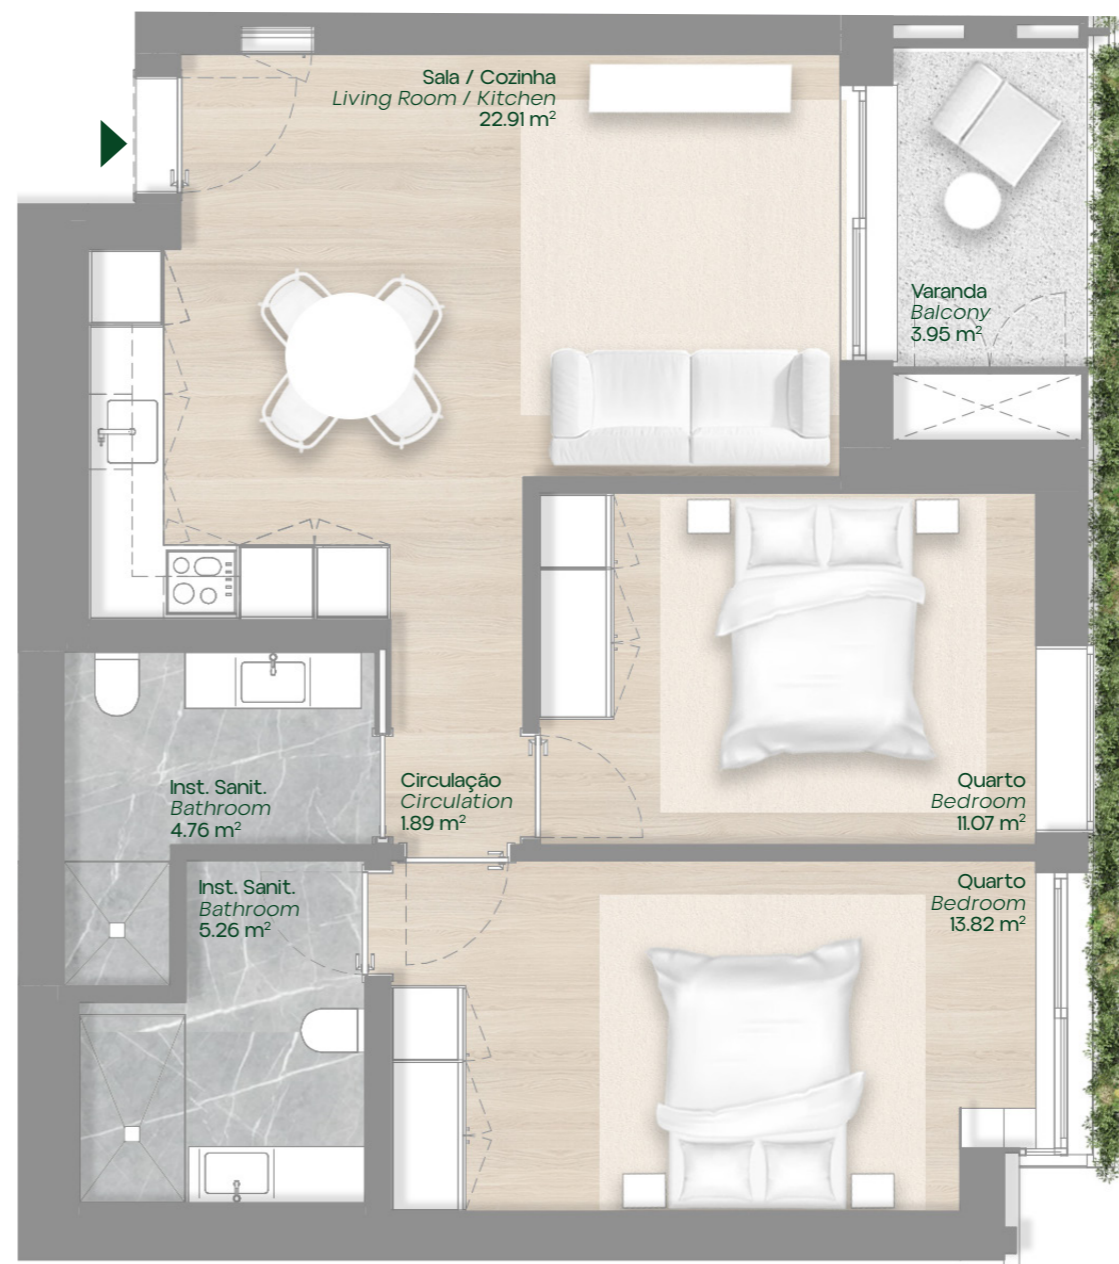 Sala / Cozinha
Living Room / Kitchen
22.91 m²
Varanda
Balcony
3.95 m²
Inst. Sanit.
Bathroom
4.76 m²
Circulação
Circulation
1.89 m²
Quarto
Bedroom
11.07 m²
Inst. Sanit.
Bathroom
5.26 m²
Quarto
Bedroom
13.82 m²